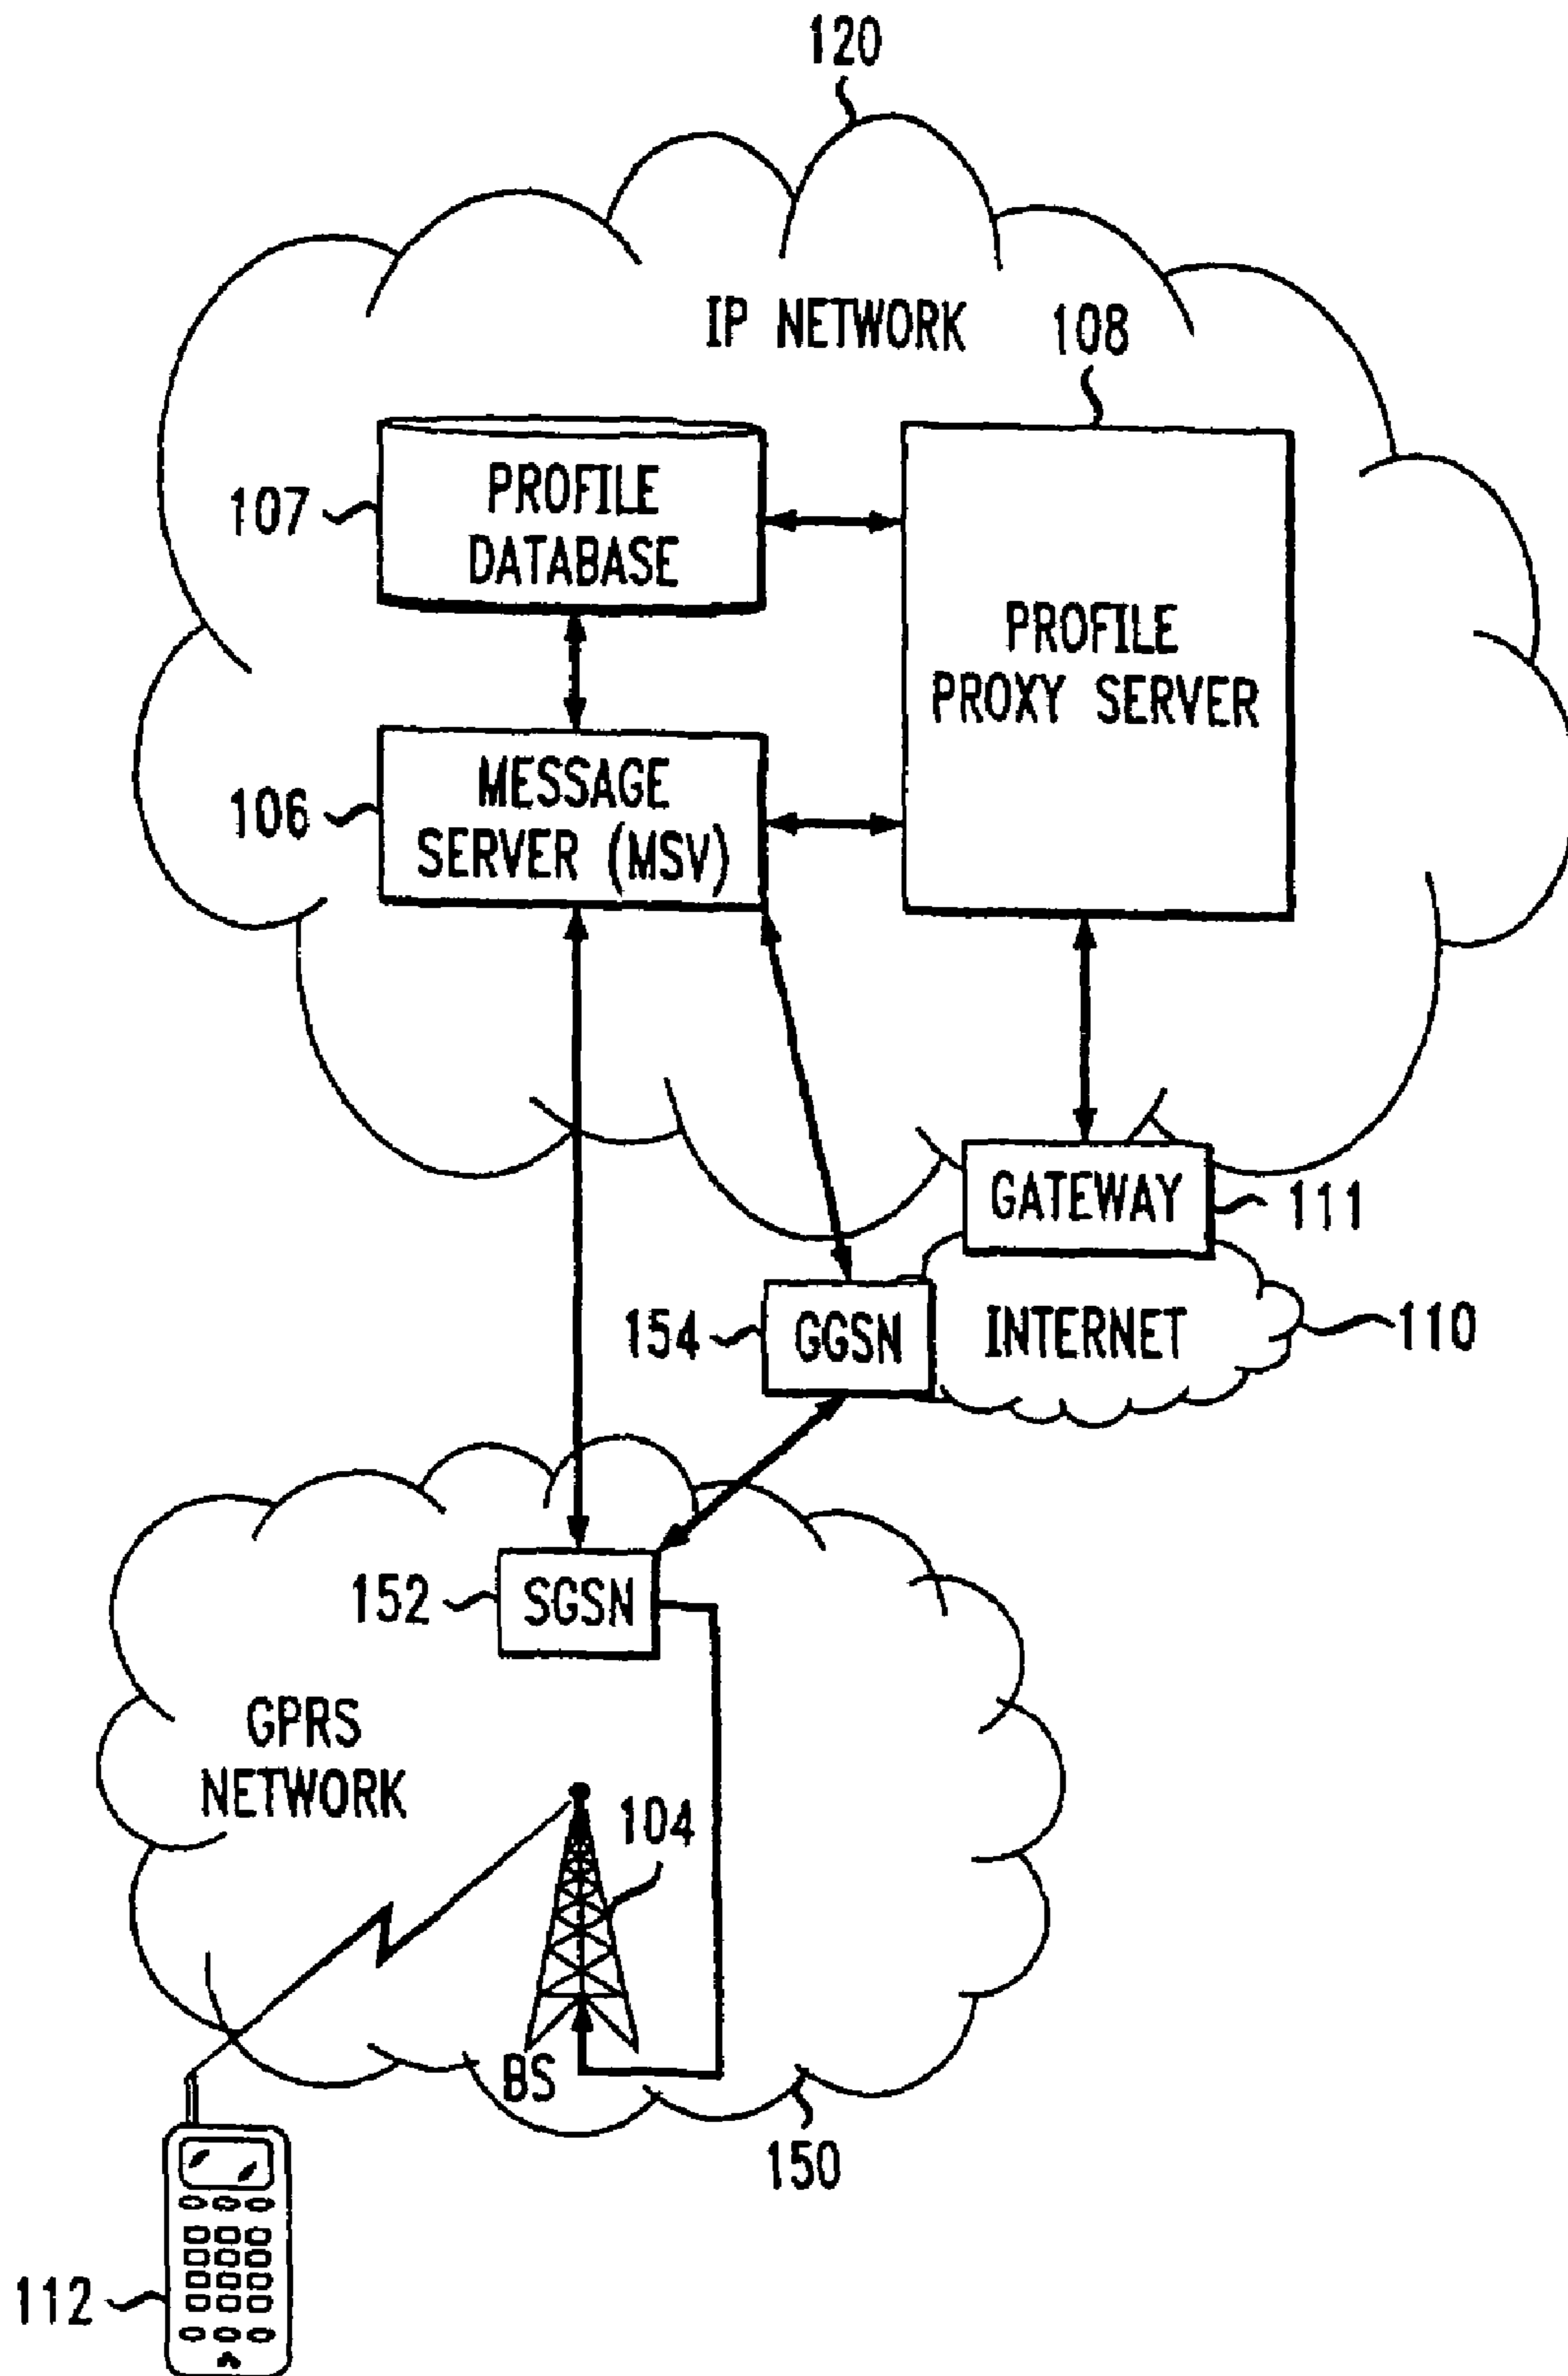 120
IP NETWORK
108
107
PROFILE
DATABASE
PROFILE
PROXY SERVER
106
MESSAGE
SERVER (MSV)
GATEWAY
111
154
GGSN
INTERNET
110
152
SGSN
GPRS
NETWORK
104
BS
150
112